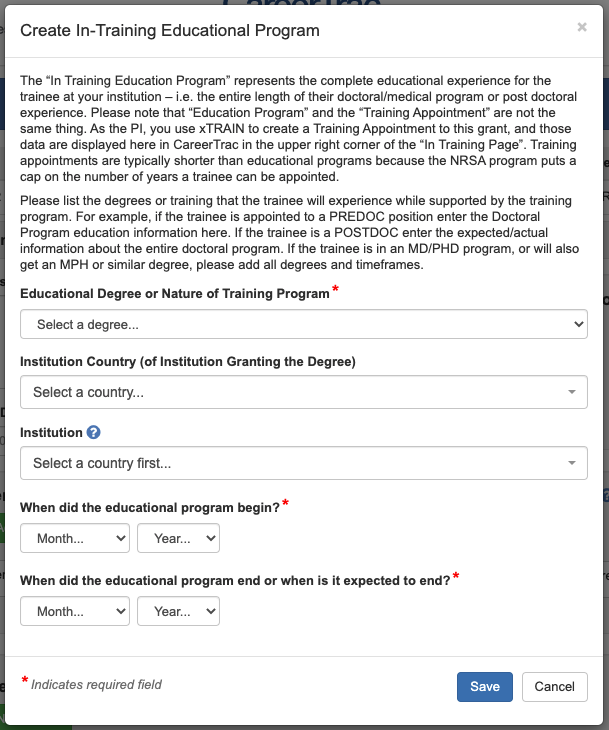 Create In-Training Educational Program
×
The “In Training Education Program” represents the complete educational experience for the
trainee at your institution – i.e. the entire length of their doctoral/medical program or post doctoral
experience. Please note that “Education Program” and the “Training Appointment” are not the
same thing. As the PI, you use xTRAIN to create a Training Appointment to this grant, and those
data are displayed here in CareerTrac in the upper right corner of the “In Training Page”. Training
appointments are typically shorter than educational programs because the NRSA program puts a
cap on the number of years a trainee can be appointed.
Please list the degrees or training that the trainee will experience while supported by the training
program. For example, if the trainee is appointed to a PREDOC position enter the Doctoral
Program education information here. If the trainee is a POSTDOC enter the expected/actual
information about the entire doctoral program. If the trainee is in an MD/PHD program, or will also
get an MPH or similar degree, please add all degrees and timeframes.
Educational Degree or Nature of Training Program*
Select a degree...
Institution Country (of Institution Granting the Degree)
Select a country...
Institution ?
Select a country first...
When did the educational program begin?*
Month... Year...
When did the educational program end or when is it expected to end?*
Month... Year...
* Indicates required field
Save Cancel